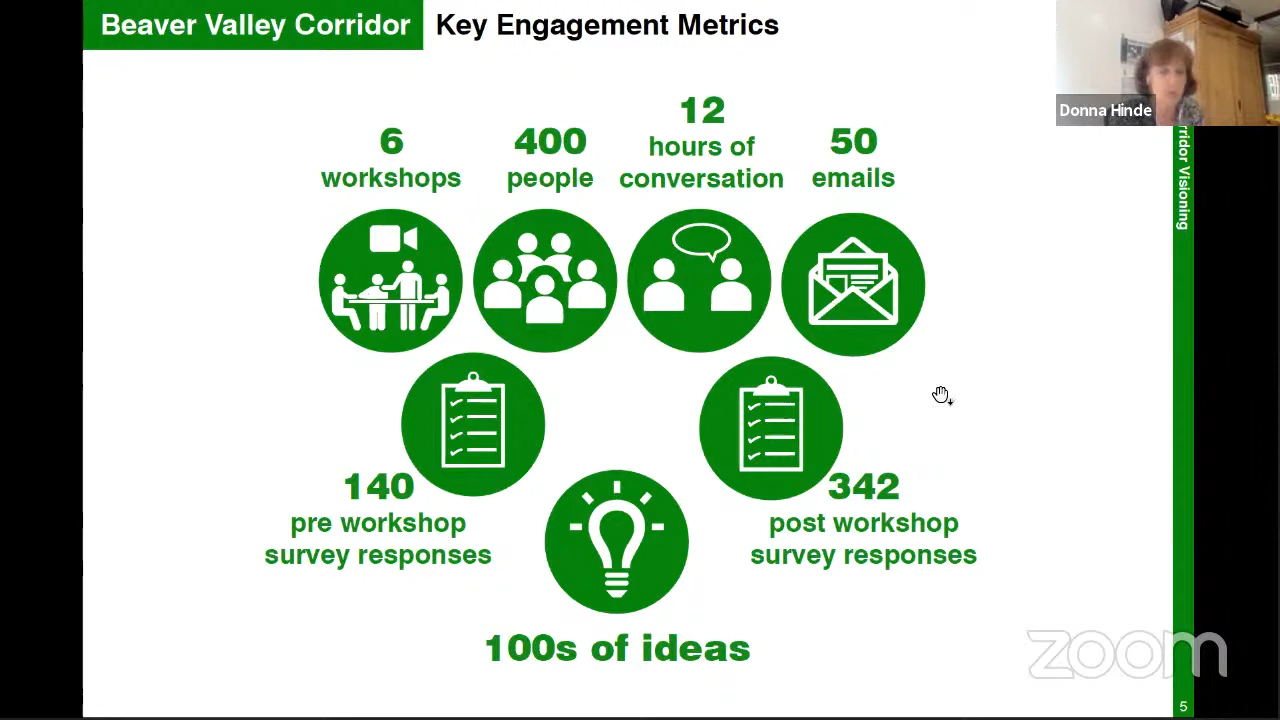 Beaver Valley Corridor Key Engagement Metrics
Donna Hinde
6
workshops
400
people
12
hours of
conversation
50
emails
rridor Visioning
140
pre workshop
survey responses
342
post workshop
survey responses
100s of ideas
zoom
5